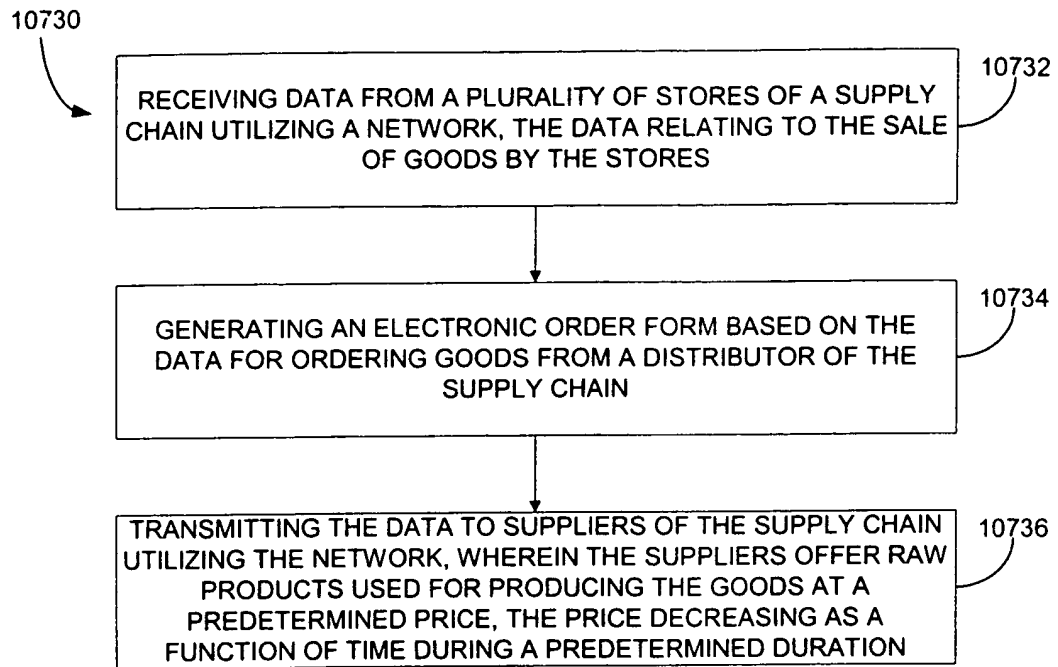 10730
10732
RECEIVING DATA FROM A PLURALITY OF STORES OF A SUPPLY
CHAIN UTILIZING A NETWORK, THE DATA RELATING TO THE SALE
OF GOODS BY THE STORES
10734
GENERATING AN ELECTRONIC ORDER FORM BASED ON THE
DATA FOR ORDERING GOODS FROM A DISTRIBUTOR OF THE
SUPPLY CHAIN
10736
TRANSMITTING THE DATA TO SUPPLIERS OF THE SUPPLY CHAIN
UTILIZING THE NETWORK, WHEREIN THE SUPPLIERS OFFER RAW
PRODUCTS USED FOR PRODUCING THE GOODS AT A
PREDETERMINED PRICE, THE PRICE DECREASING AS A
FUNCTION OF TIME DURING A PREDETERMINED DURATION